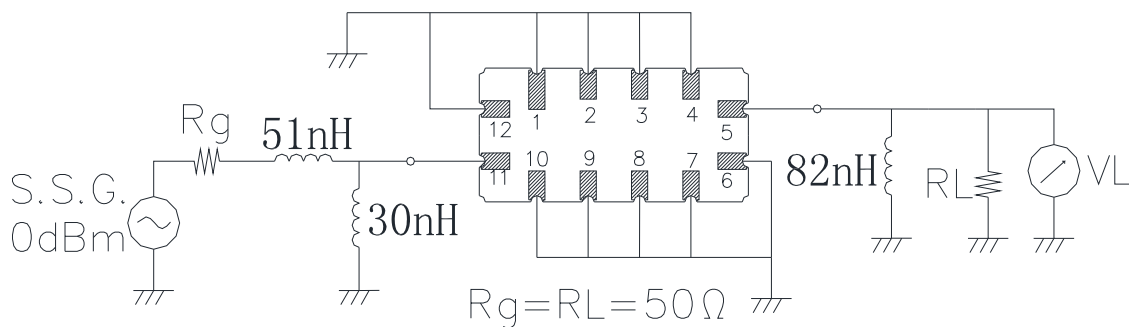 12 1 2 3 4 5
Rg 51nH
11 10 9 8 7 6
82nH RL VL
S.S.G.
0dBm
30nH
Rg=RL=50Ω